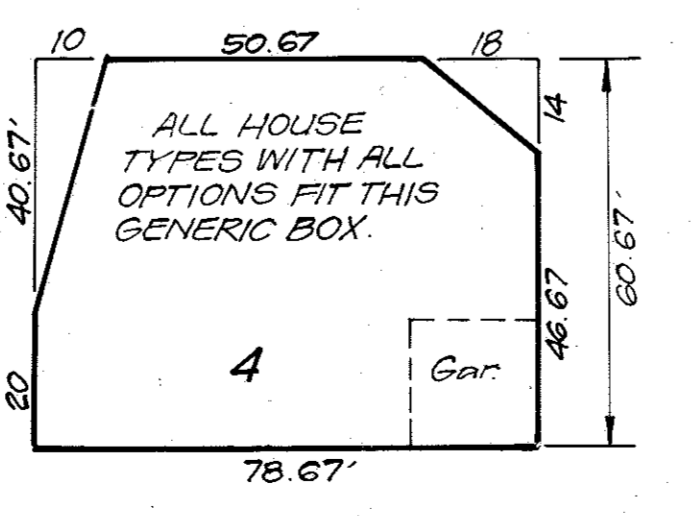 10
50.67
18
14
40.67'
ALL HOUSE
TYPES WITH ALL
OPTIONS FIT THIS
GENERIC BOX.
60.67'
46.67
20
4
Gar.
78.67'